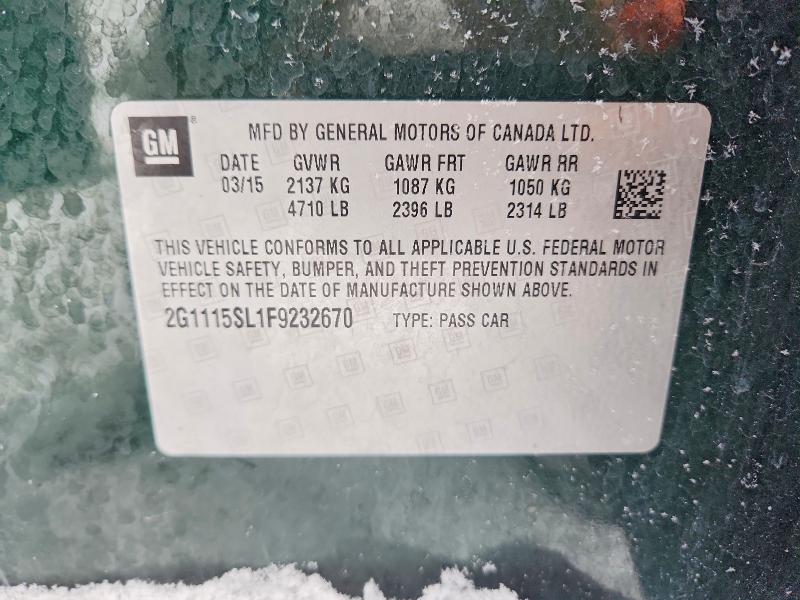 GM ®
MFD BY GENERAL MOTORS OF CANADA LTD.
DATE GVWR GAWR FRT GAWR RR
03/15 2137 KG 1087 KG 1050 KG
4710 LB 2396 LB 2314 LB
THIS VEHICLE CONFORMS TO ALL APPLICABLE U.S. FEDERAL MOTOR
VEHICLE SAFETY, BUMPER, AND THEFT PREVENTION STANDARDS IN
EFFECT ON THE DATE OF MANUFACTURE SHOWN ABOVE.
2G1115SL1F9232670 TYPE: PASS CAR